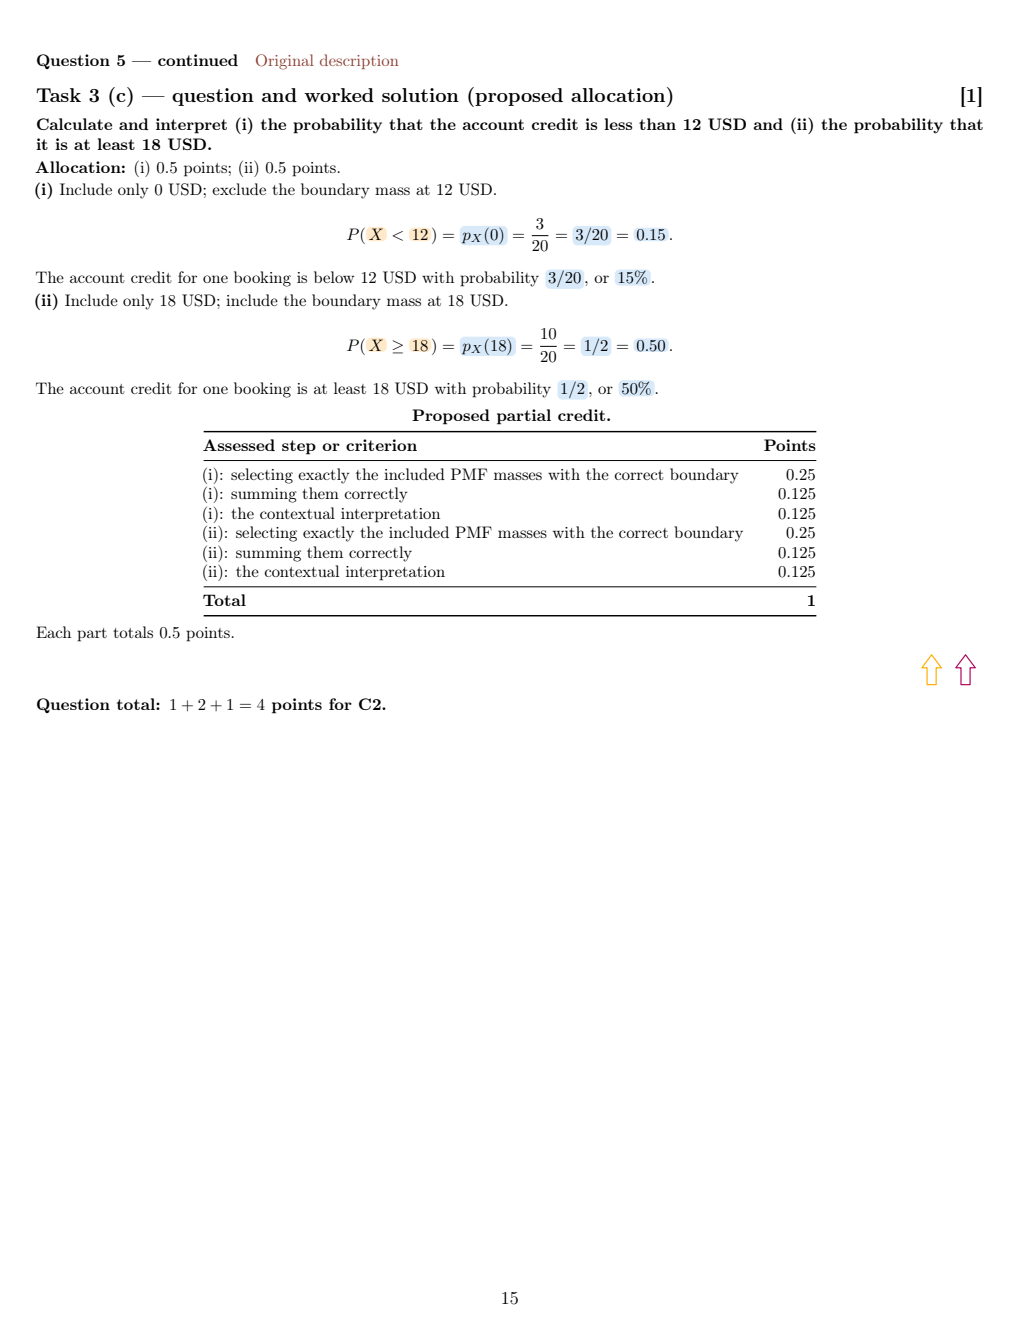 Question 5 — continued Original description
Task 3 (c) — question and worked solution (proposed allocation) [1]
Calculate and interpret (i) the probability that the account credit is less than 12 USD and (ii) the probability that
it is at least 18 USD.
Allocation: (i) 0.5 points; (ii) 0.5 points.
(i) Include only 0 USD; exclude the boundary mass at 12 USD.
P(X < 12) = p_X(0) = 3/20 = 3/20 = 0.15.
The account credit for one booking is below 12 USD with probability 3/20, or 15%.
(ii) Include only 18 USD; include the boundary mass at 18 USD.
P(X ≥ 18) = p_X(18) = 10/20 = 1/2 = 0.50.
The account credit for one booking is at least 18 USD with probability 1/2, or 50%.
Proposed partial credit.
Assessed step or criterion Points
(i): selecting exactly the included PMF masses with the correct boundary 0.25
(i): summing them correctly 0.125
(i): the contextual interpretation 0.125
(ii): selecting exactly the included PMF masses with the correct boundary 0.25
(ii): summing them correctly 0.125
(ii): the contextual interpretation 0.125
Total 1
Each part totals 0.5 points.
Question total: 1 + 2 + 1 = 4 points for C2.
15